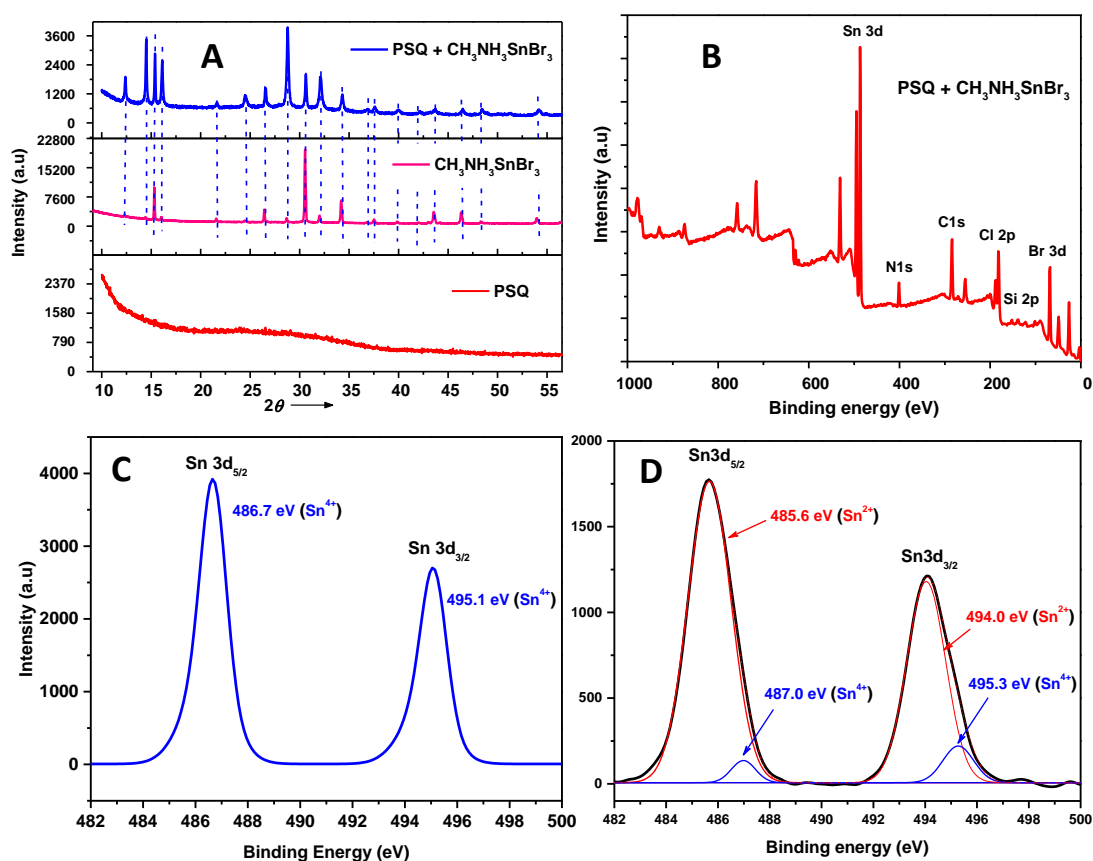 A
PSQ + CH₃NH₃SnBr₃
3600
2400
1200
0
Intensity (a.u)
22800
15200
7600
0
CH₃NH₃SnBr₃
2370
1580
790
0
PSQ
10 15 20 25 30 35 40 45 50 55
2θ
B
Sn 3d
PSQ + CH₃NH₃SnBr₃
Intensity (a.u)
C1s
Cl 2p
Br 3d
N1s
Si 2p
1000 800 600 400 200 0
Binding energy (eV)
C
Sn 3d₅/₂
486.7 eV (Sn⁴⁺)
Sn 3d₃/₂
495.1 eV (Sn⁴⁺)
Intensity (a.u)
4000
3000
2000
1000
0
482 484 486 488 490 492 494 496 498 500
Binding Energy (eV)
D
Sn3d₅/₂
485.6 eV (Sn²⁺)
Sn3d₃/₂
494.0 eV (Sn²⁺)
495.3 eV (Sn⁴⁺)
487.0 eV (Sn⁴⁺)
2000
1500
1000
500
0
482 484 486 488 490 492 494 496 498 500
Binding energy (eV)